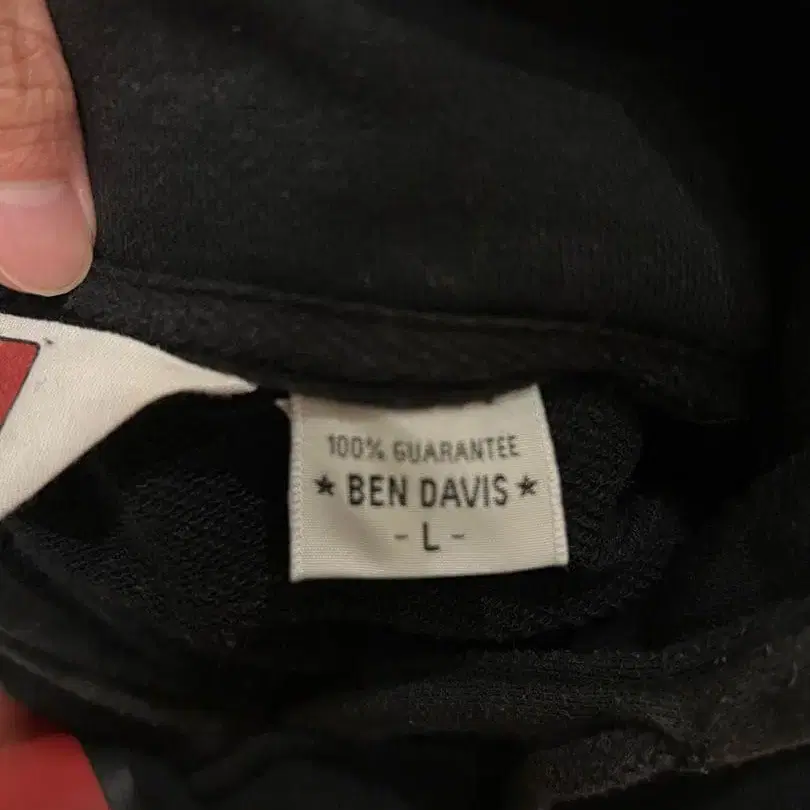 100% GUARANTEE
★ BEN DAVIS ★
- L -